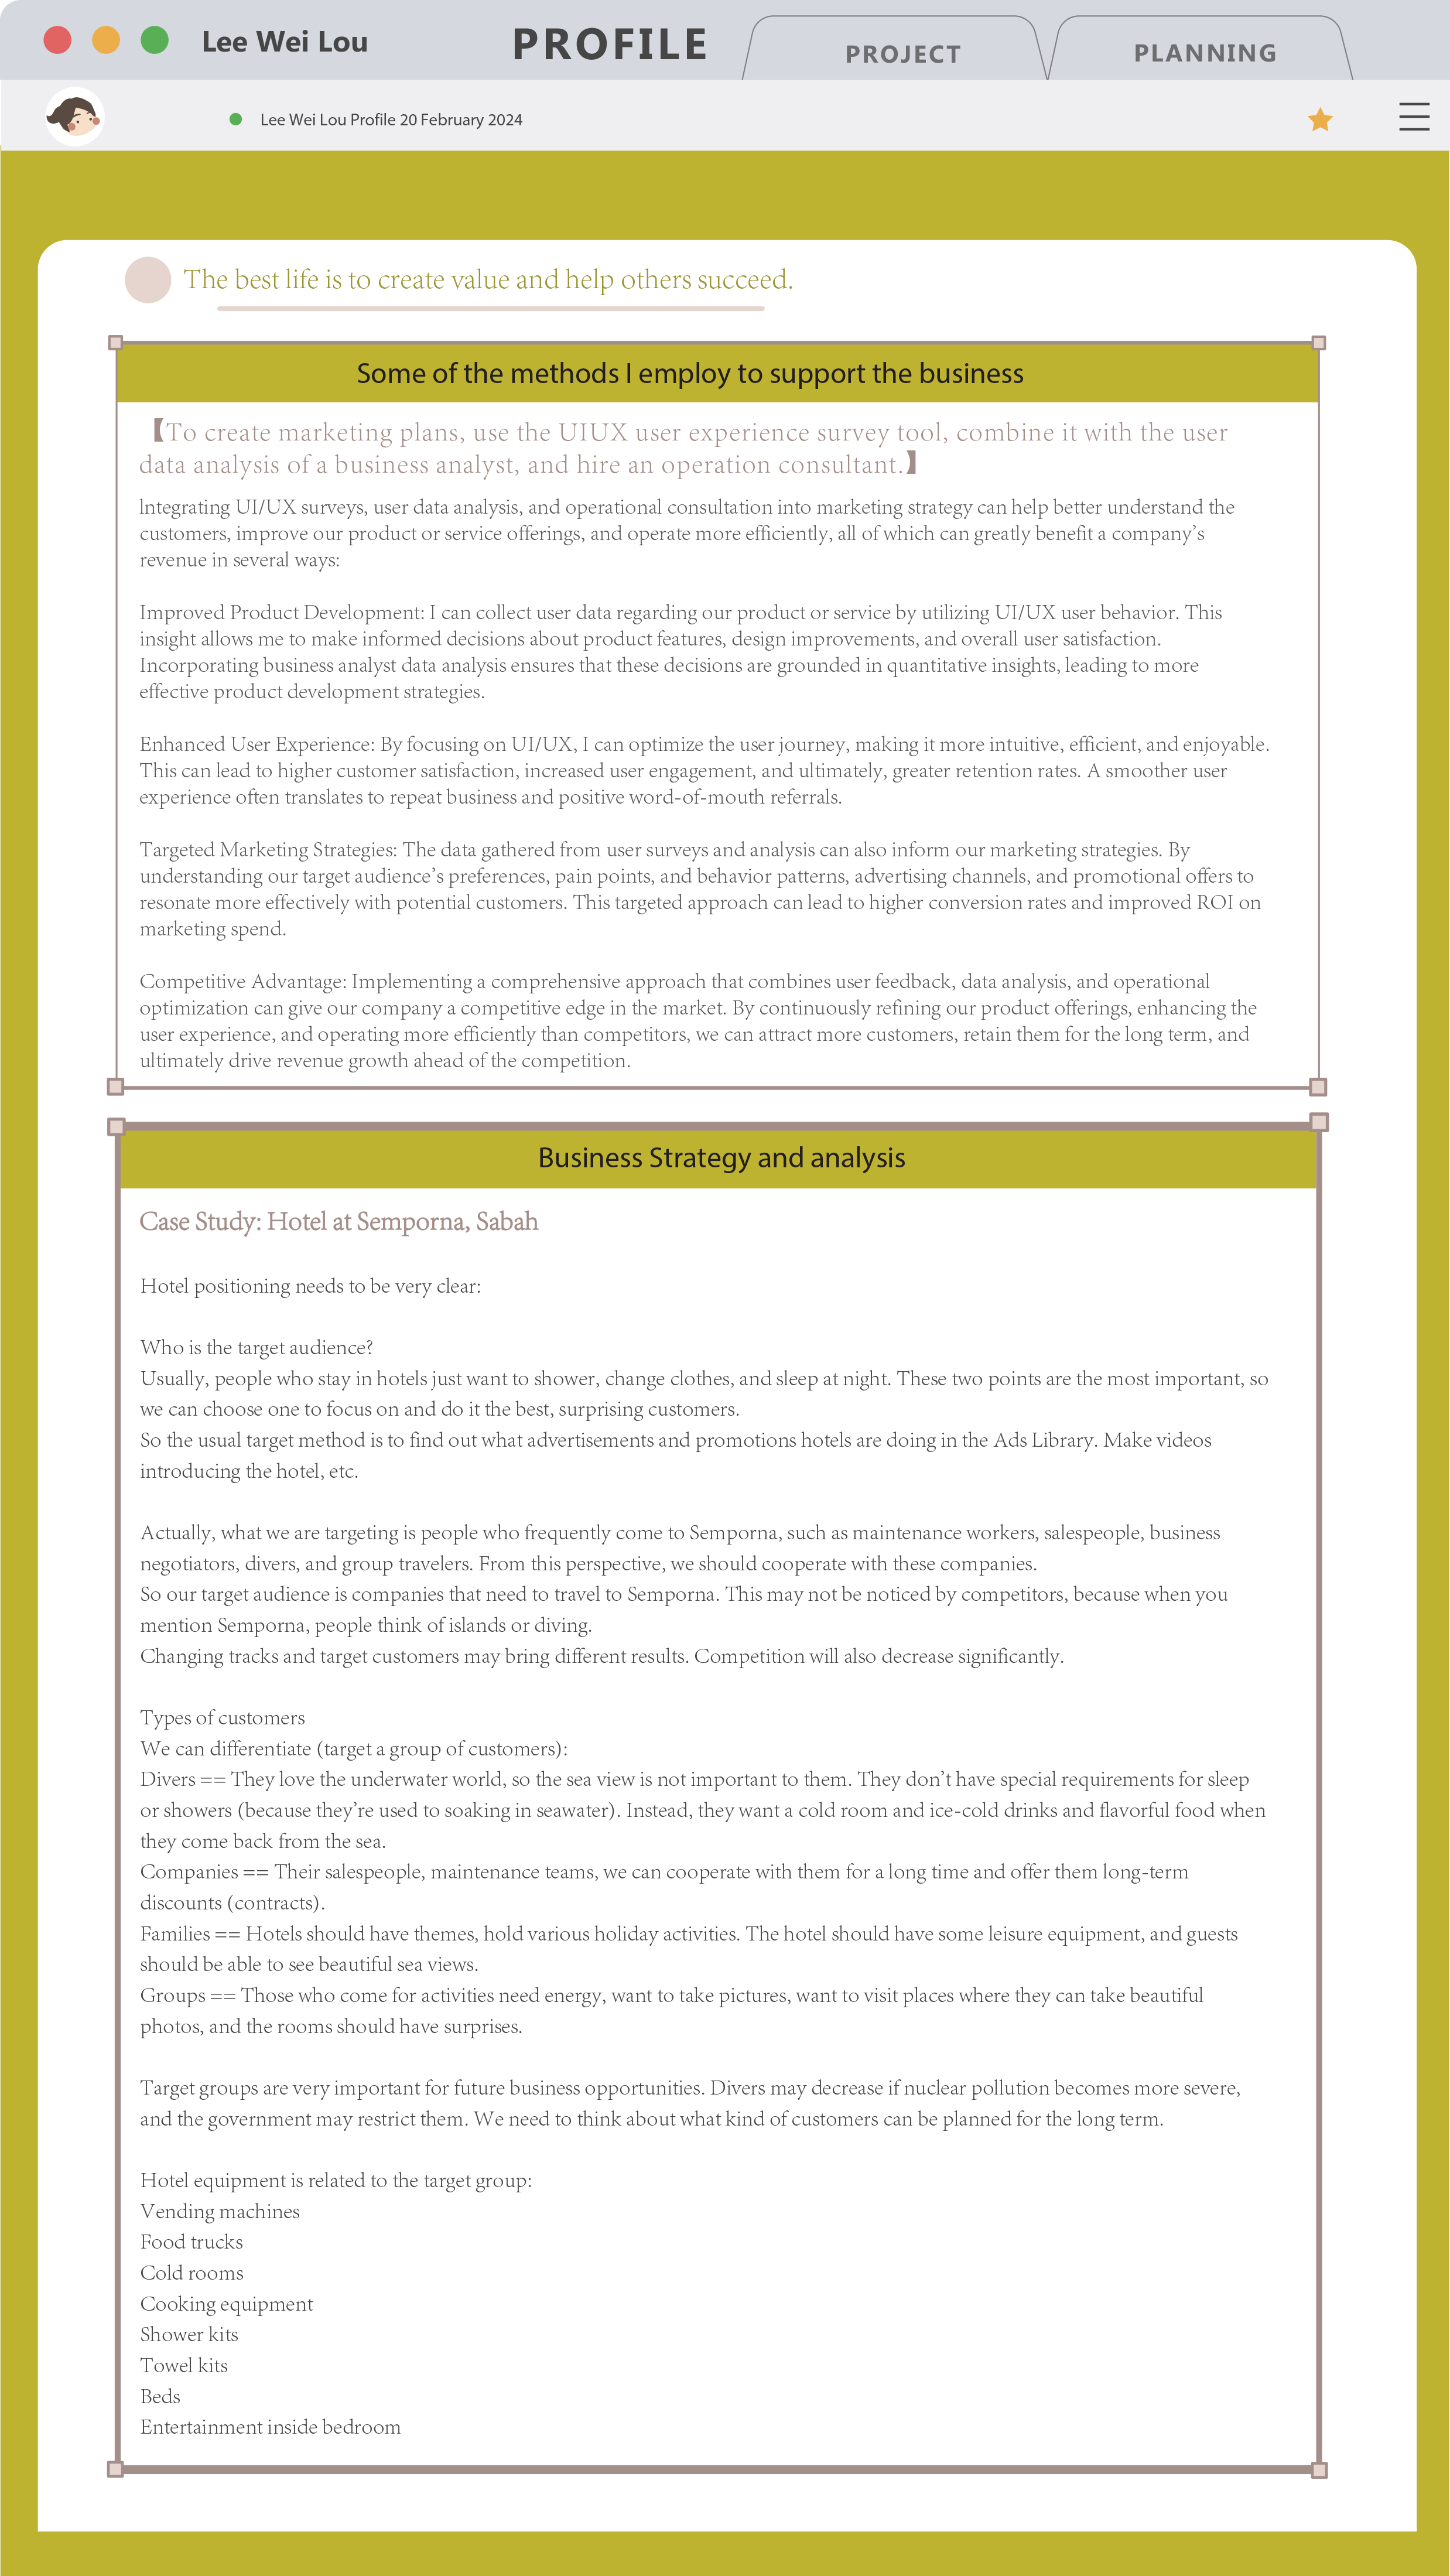 Lee Wei Lou
PROFILE
PROJECT
PLANNING
Lee Wei Lou Profile 20 February 2024
The best life is to create value and help others succeed.
Some of the methods I employ to support the business
【To create marketing plans, use the UIUX user experience survey tool, combine it with the user
data analysis of a business analyst, and hire an operation consultant.】
lntegrating UI/UX surveys, user data analysis, and operational consultation into marketing strategy can help better understand the
customers, improve our product or service offerings, and operate more efficiently, all of which can greatly benefit a company's
revenue in several ways:
Improved Product Development: I can collect user data regarding our product or service by utilizing UI/UX user behavior. This
insight allows me to make informed decisions about product features, design improvements, and overall user satisfaction.
Incorporating business analyst data analysis ensures that these decisions are grounded in quantitative insights, leading to more
effective product development strategies.
Enhanced User Experience: By focusing on UI/UX, I can optimize the user journey, making it more intuitive, efficient, and enjoyable.
This can lead to higher customer satisfaction, increased user engagement, and ultimately, greater retention rates. A smoother user
experience often translates to repeat business and positive word-of-mouth referrals.
Targeted Marketing Strategies: The data gathered from user surveys and analysis can also inform our marketing strategies. By
understanding our target audience's preferences, pain points, and behavior patterns, advertising channels, and promotional offers to
resonate more effectively with potential customers. This targeted approach can lead to higher conversion rates and improved ROI on
marketing spend.
Competitive Advantage: Implementing a comprehensive approach that combines user feedback, data analysis, and operational
optimization can give our company a competitive edge in the market. By continuously refining our product offerings, enhancing the
user experience, and operating more efficiently than competitors, we can attract more customers, retain them for the long term, and
ultimately drive revenue growth ahead of the competition.
Business Strategy and analysis
Case Study: Hotel at Semporna, Sabah
Hotel positioning needs to be very clear:
Who is the target audience?
Usually, people who stay in hotels just want to shower, change clothes, and sleep at night. These two points are the most important, so
we can choose one to focus on and do it the best, surprising customers.
So the usual target method is to find out what advertisements and promotions hotels are doing in the Ads Library. Make videos
introducing the hotel, etc.
Actually, what we are targeting is people who frequently come to Semporna, such as maintenance workers, salespeople, business
negotiators, divers, and group travelers. From this perspective, we should cooperate with these companies.
So our target audience is companies that need to travel to Semporna. This may not be noticed by competitors, because when you
mention Semporna, people think of islands or diving.
Changing tracks and target customers may bring different results. Competition will also decrease significantly.
Types of customers
We can differentiate (target a group of customers):
Divers == They love the underwater world, so the sea view is not important to them. They don't have special requirements for sleep
or showers (because they're used to soaking in seawater). Instead, they want a cold room and ice-cold drinks and flavorful food when
they come back from the sea.
Companies == Their salespeople, maintenance teams, we can cooperate with them for a long time and offer them long-term
discounts (contracts).
Families == Hotels should have themes, hold various holiday activities. The hotel should have some leisure equipment, and guests
should be able to see beautiful sea views.
Groups == Those who come for activities need energy, want to take pictures, want to visit places where they can take beautiful
photos, and the rooms should have surprises.
Target groups are very important for future business opportunities. Divers may decrease if nuclear pollution becomes more severe,
and the government may restrict them. We need to think about what kind of customers can be planned for the long term.
Hotel equipment is related to the target group:
Vending machines
Food trucks
Cold rooms
Cooking equipment
Shower kits
Towel kits
Beds
Entertainment inside bedroom